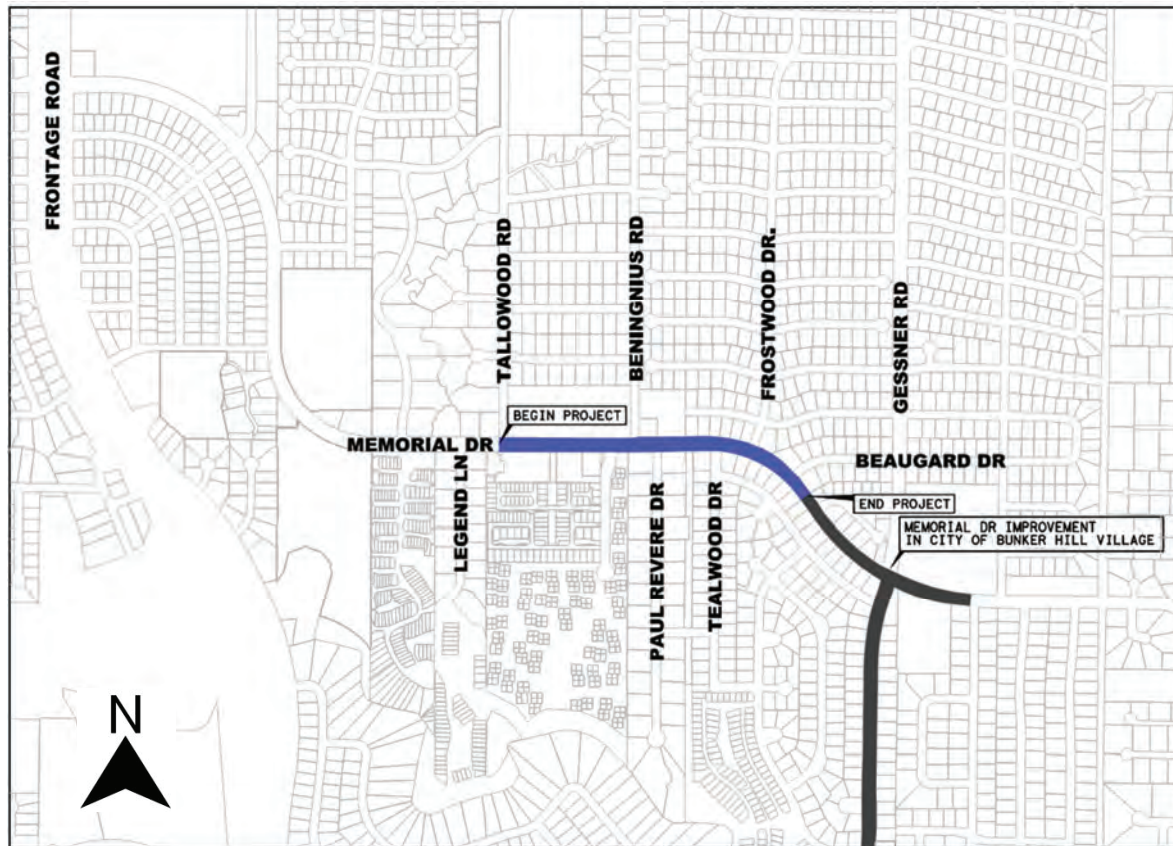 FRONTAGE ROAD
TALLOWOOD RD
BENINGNIUS RD
FROSTWOOD DR.
GESSNER RD
BEGIN PROJECT
MEMORIAL DR
BEAUGARD DR
LEGEND LN
PAUL REVERE DR
TEALWOOD DR
END PROJECT
MEMORIAL DR IMPROVEMENT
IN CITY OF BUNKER HILL VILLAGE
N